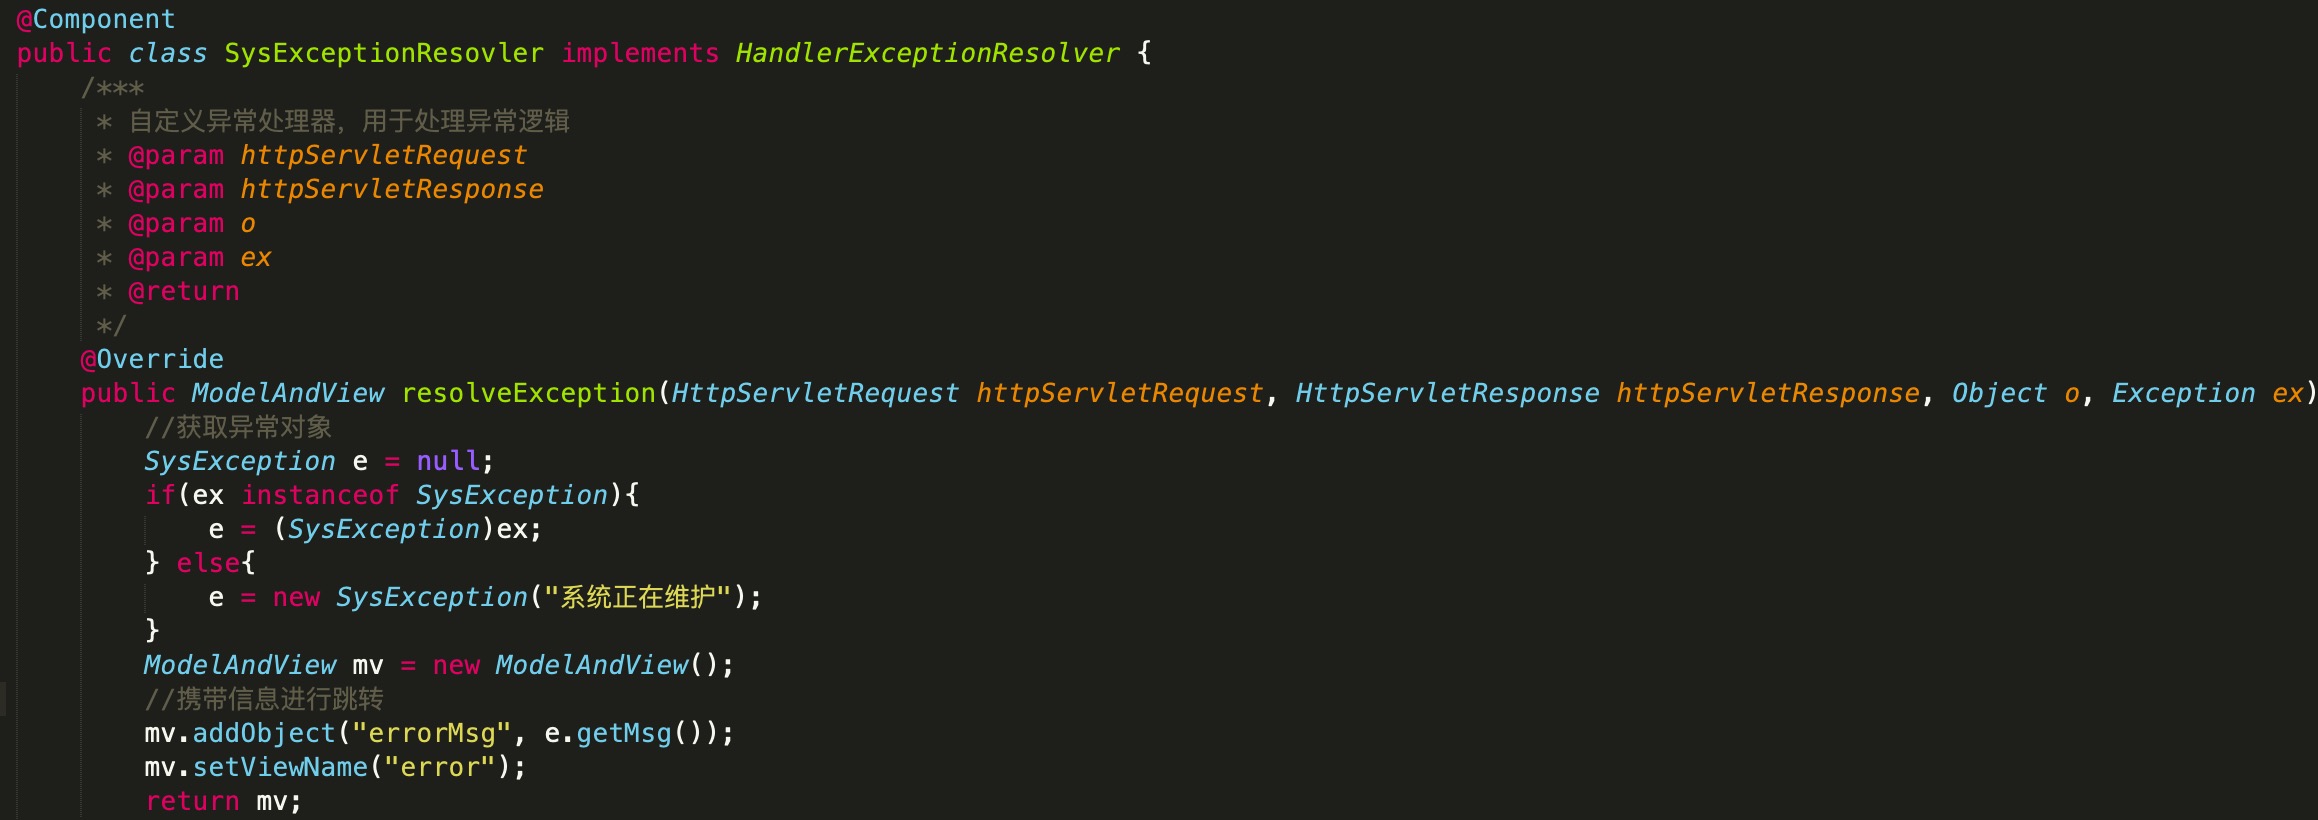 @Component
public class SysExceptionResovler implements HandlerExceptionResolver {
    /***
     * 自定义异常处理器，用于处理异常逻辑
     * @param httpServletRequest
     * @param httpServletResponse
     * @param o
     * @param ex
     * @return
     */
    @Override
    public ModelAndView resolveException(HttpServletRequest httpServletRequest, HttpServletResponse httpServletResponse, Object o, Exception ex)
        //获取异常对象
        SysException e = null;
        if(ex instanceof SysException){
            e = (SysException)ex;
        } else{
            e = new SysException("系统正在维护");
        }
        ModelAndView mv = new ModelAndView();
        //携带信息进行跳转
        mv.addObject("errorMsg", e.getMsg());
        mv.setViewName("error");
        return mv;